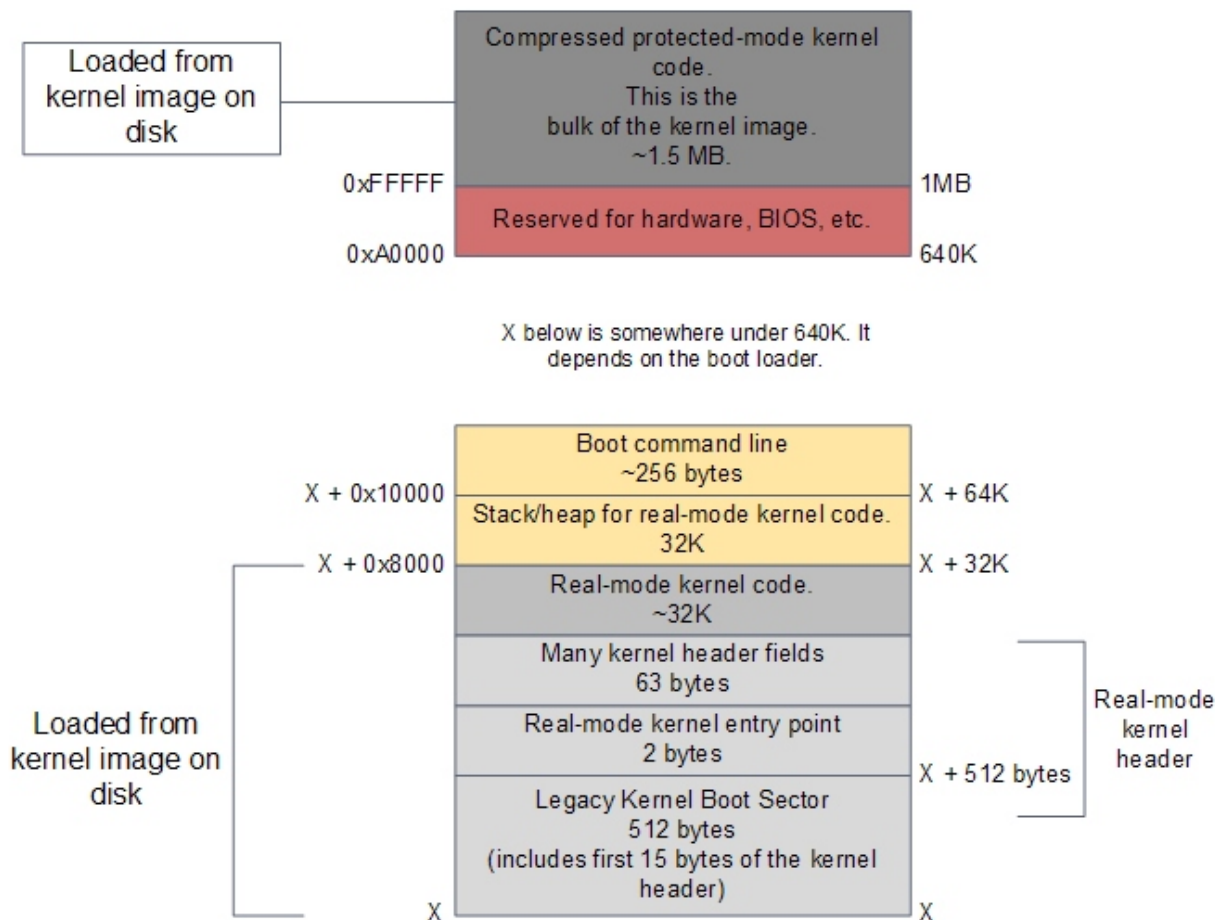 Compressed protected-mode kernel
code.
This is the
bulk of the kernel image.
~1.5 MB.
Loaded from
kernel image on
disk
0xFFFFF
1MB
Reserved for hardware, BIOS, etc.
0xA0000
640K
X below is somewhere under 640K. It
depends on the boot loader.
Boot command line
~256 bytes
X + 0x10000
X + 64K
Stack/heap for real-mode kernel code.
32K
X + 0x8000
X + 32K
Real-mode kernel code.
~32K
Many kernel header fields
63 bytes
Real-mode kernel entry point
2 bytes
X + 512 bytes
Real-mode
kernel
header
Loaded from
kernel image on
disk
Legacy Kernel Boot Sector
512 bytes
(includes first 15 bytes of the kernel
header)
X
X